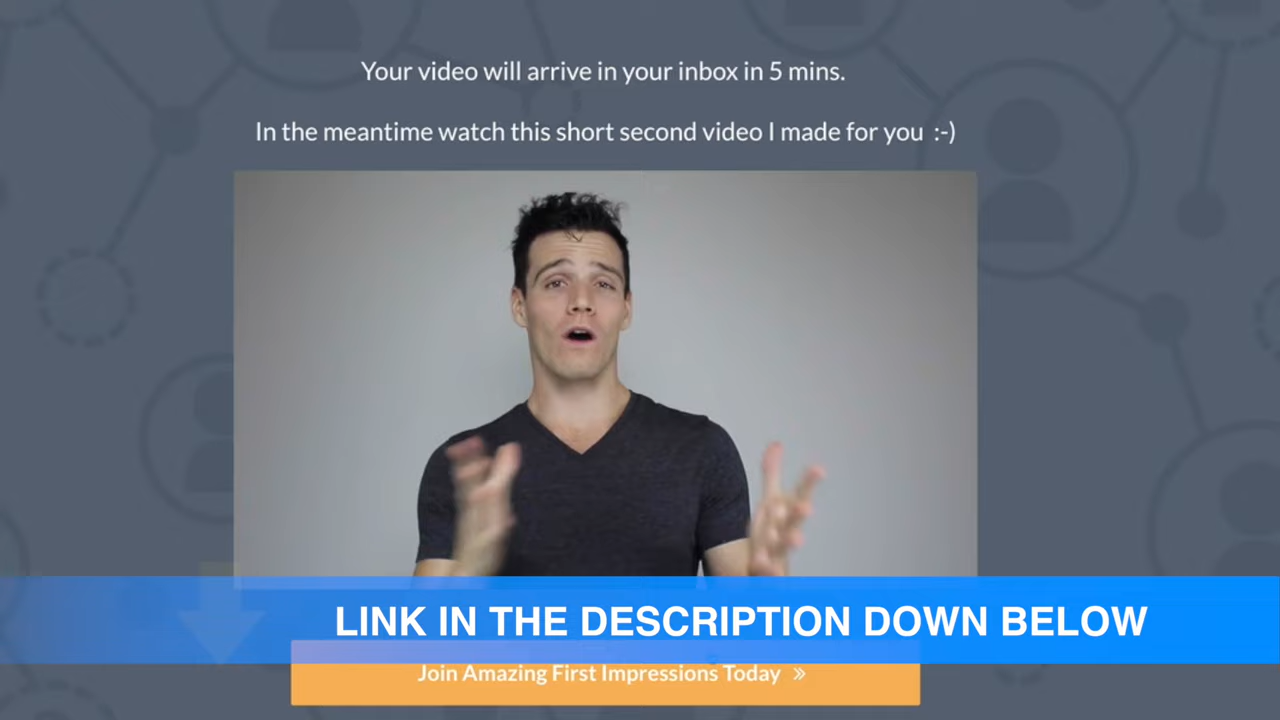 Your video will arrive in your inbox in 5 mins.
In the meantime watch this short second video I made for you :-)
LINK IN THE DESCRIPTION DOWN BELOW
Join Amazing First Impressions Today »